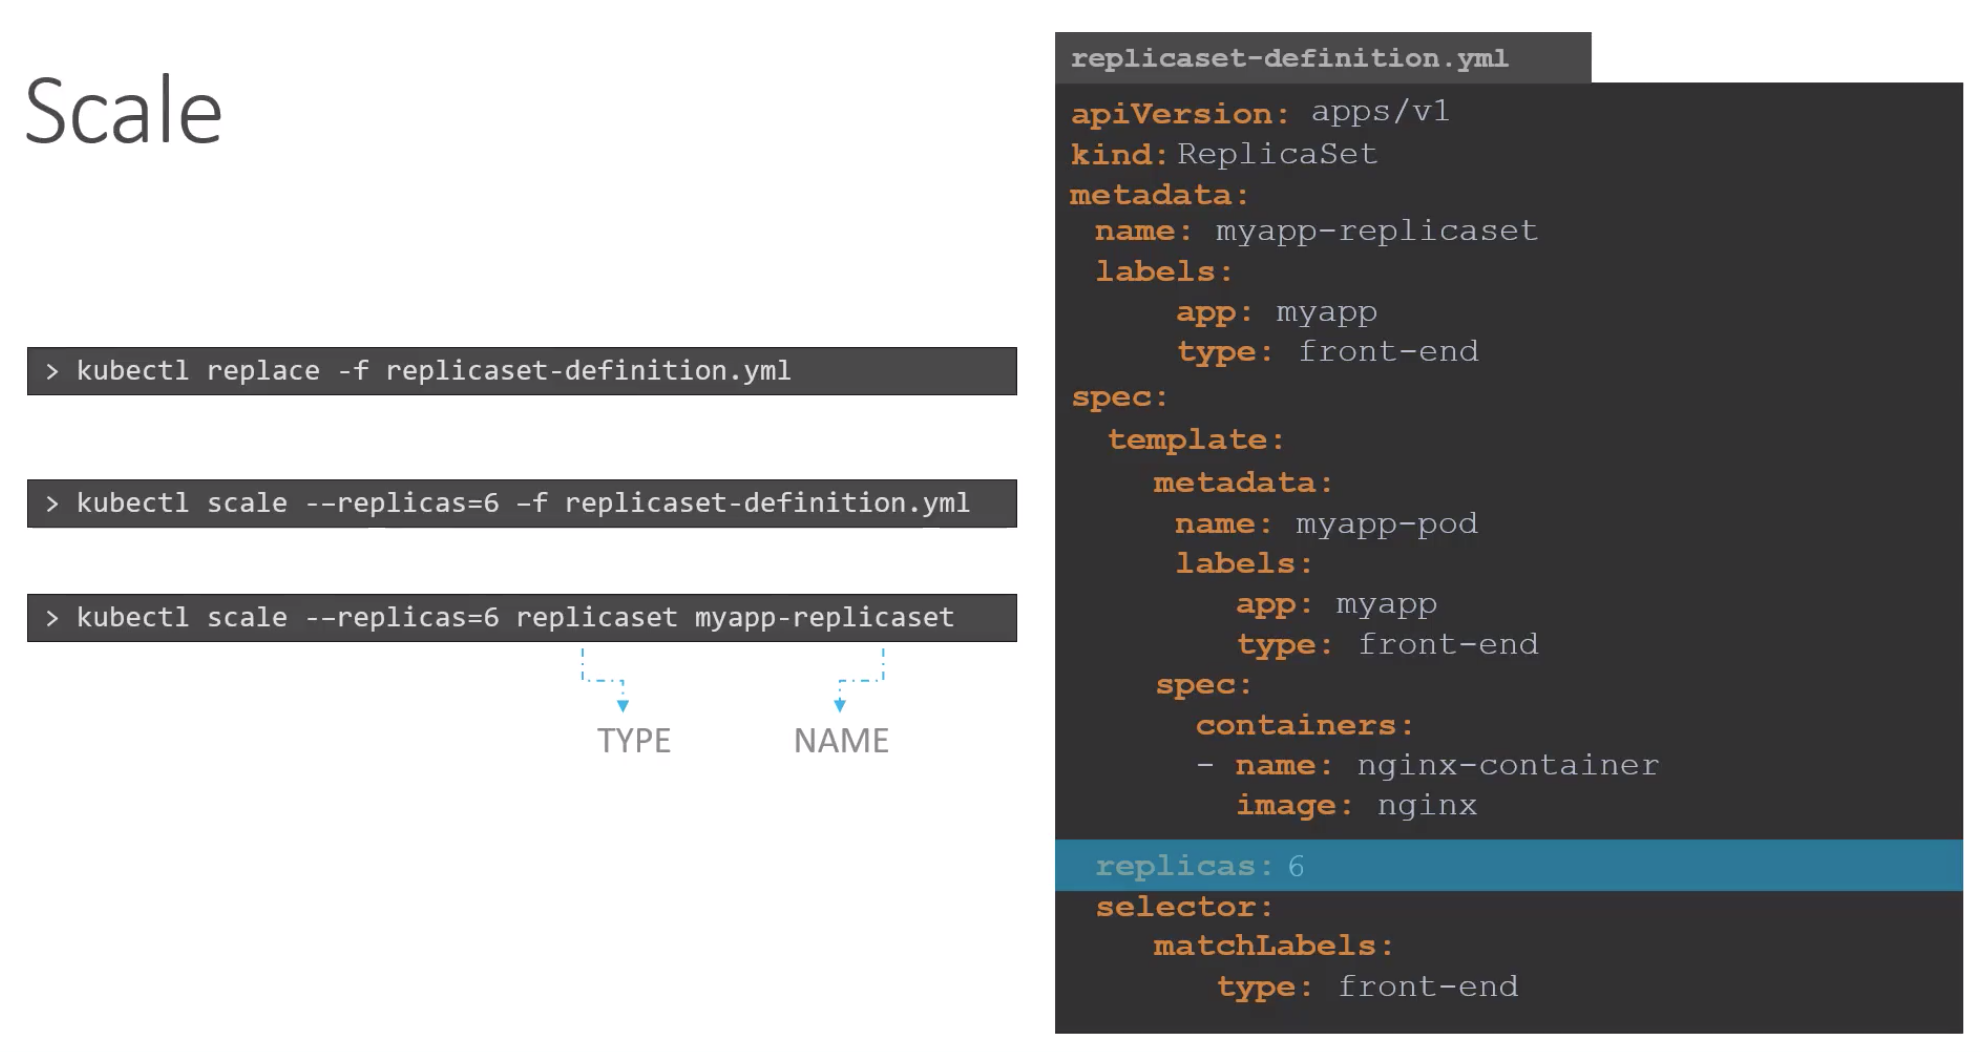 Scale
> kubectl replace -f replicaset-definition.yml
> kubectl scale --replicas=6 –f replicaset-definition.yml
> kubectl scale --replicas=6 replicaset myapp-replicaset
TYPE NAME
replicaset-definition.yml
apiVersion: apps/v1
kind: ReplicaSet
metadata:
name: myapp-replicaset
labels:
app: myapp
type: front-end
spec:
template:
metadata:
name: myapp-pod
labels:
app: myapp
type: front-end
spec:
containers:
- name: nginx-container
image: nginx
replicas: 6
selector:
matchLabels:
type: front-end